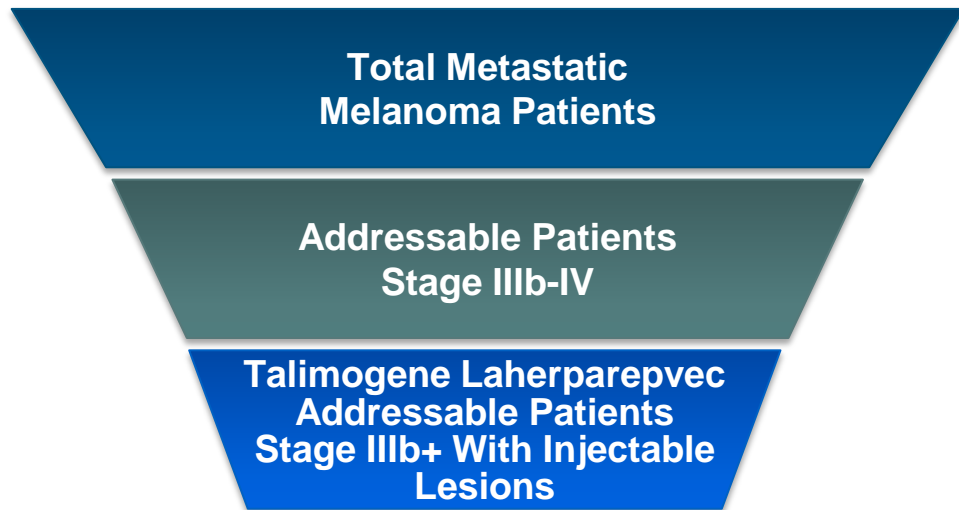 Total Metastatic
Melanoma Patients
Addressable Patients
Stage IIIb-IV
Talimogene Laherparepvec
Addressable Patients
Stage IIIb+ With Injectable
Lesions